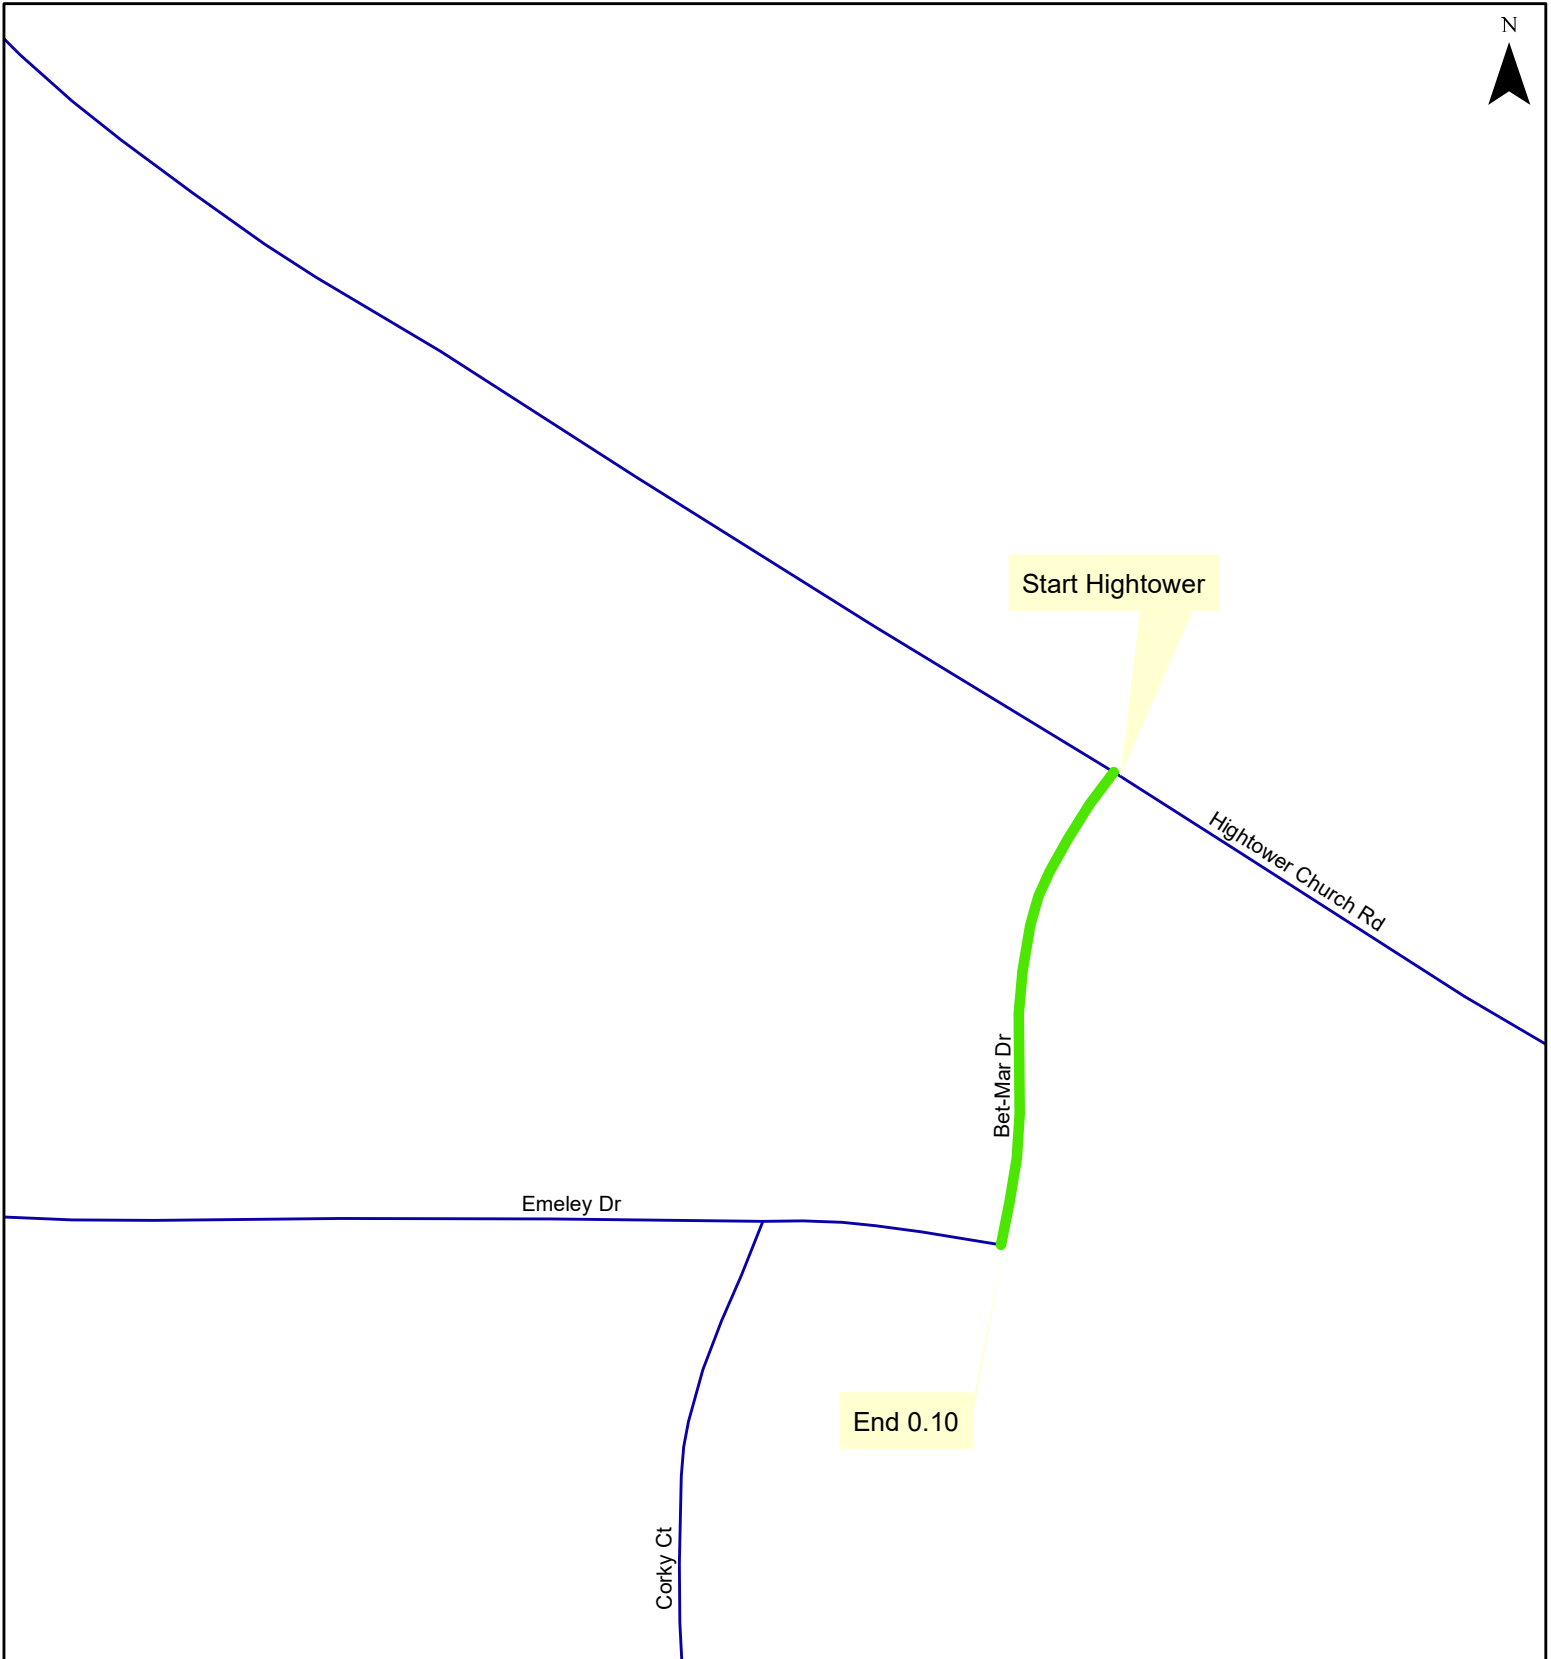 N
Start Hightower
Hightower Church Rd
Bet-Mar Dr
Emeley Dr
End 0.10
Corky Ct